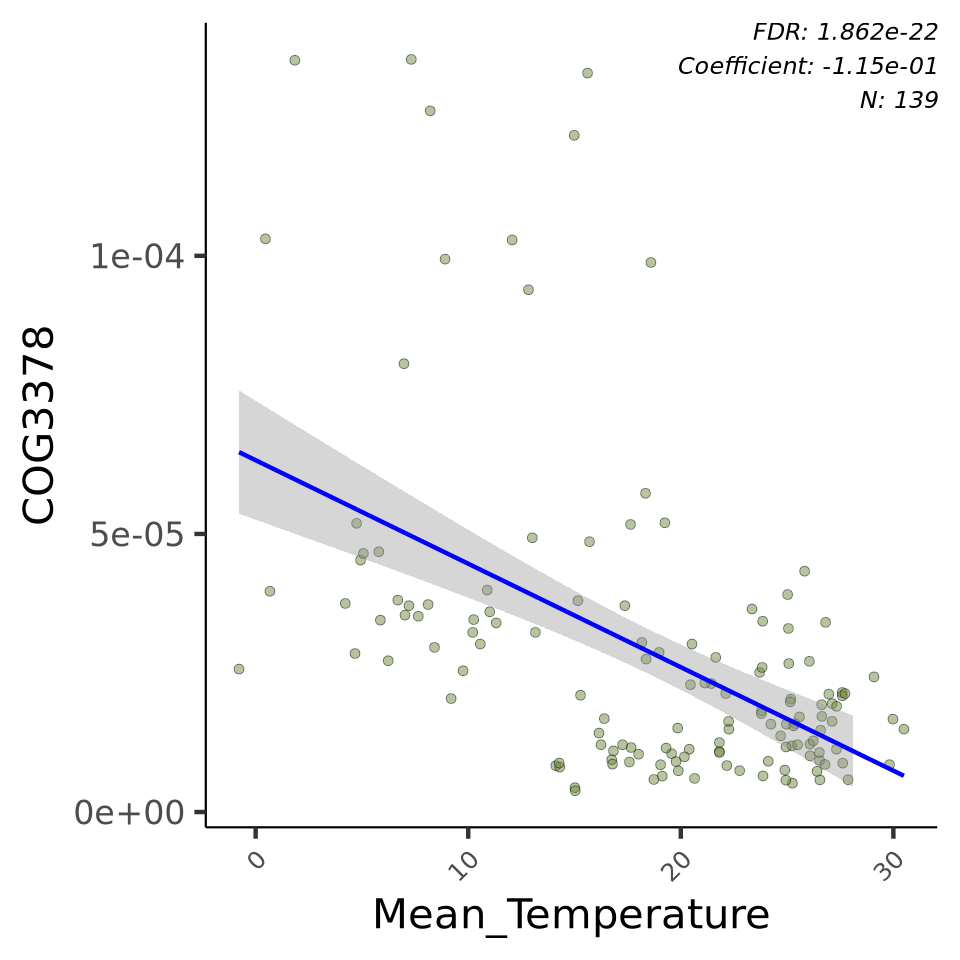 FDR: 1.862e-22
Coefficient: -1.15e-01
N: 139
1e-04
5e-05
0e+00
COG3378
0
10
20
30
Mean_Temperature